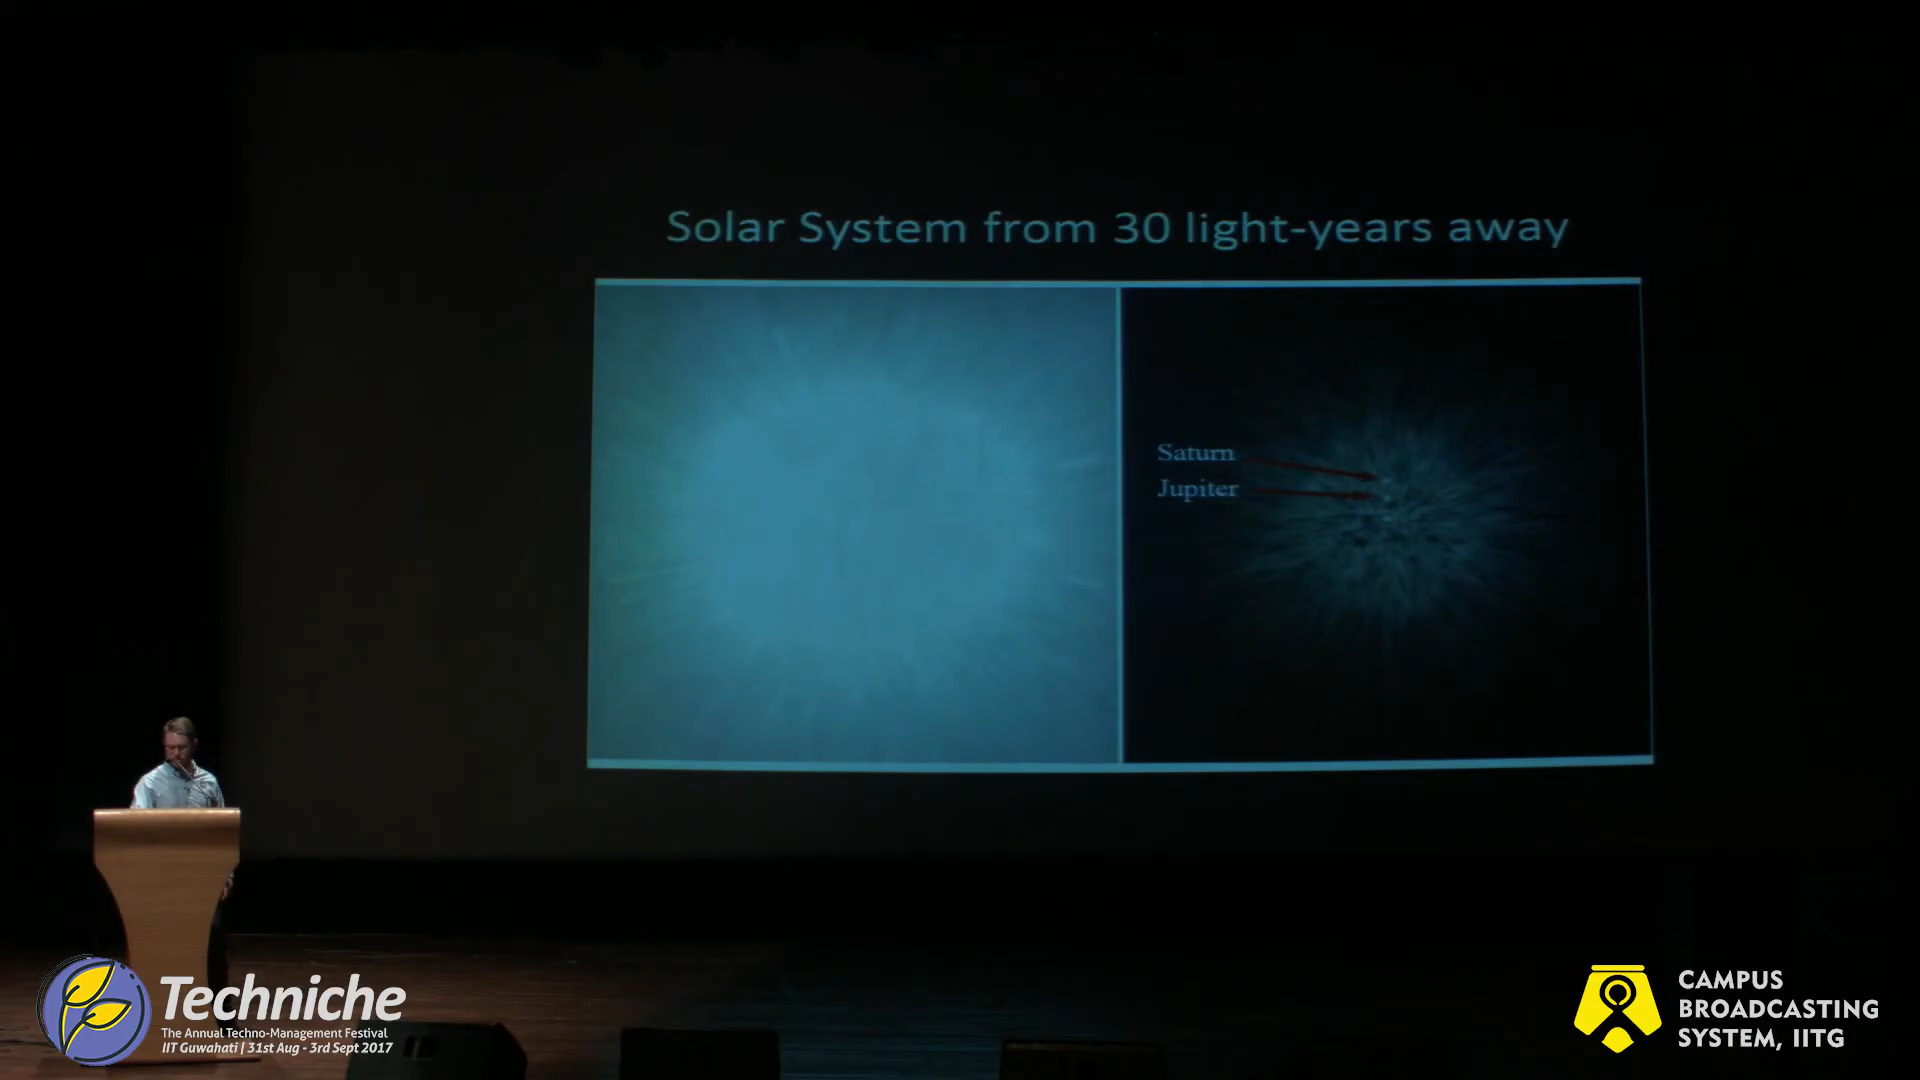 Solar System from 30 light-years away
Saturn
Jupiter
Techniche
The Annual Techno-Management Festival
IIT Guwahati | 31st Aug - 3rd Sept 2017
CAMPUS
BROADCASTING
SYSTEM, IITG